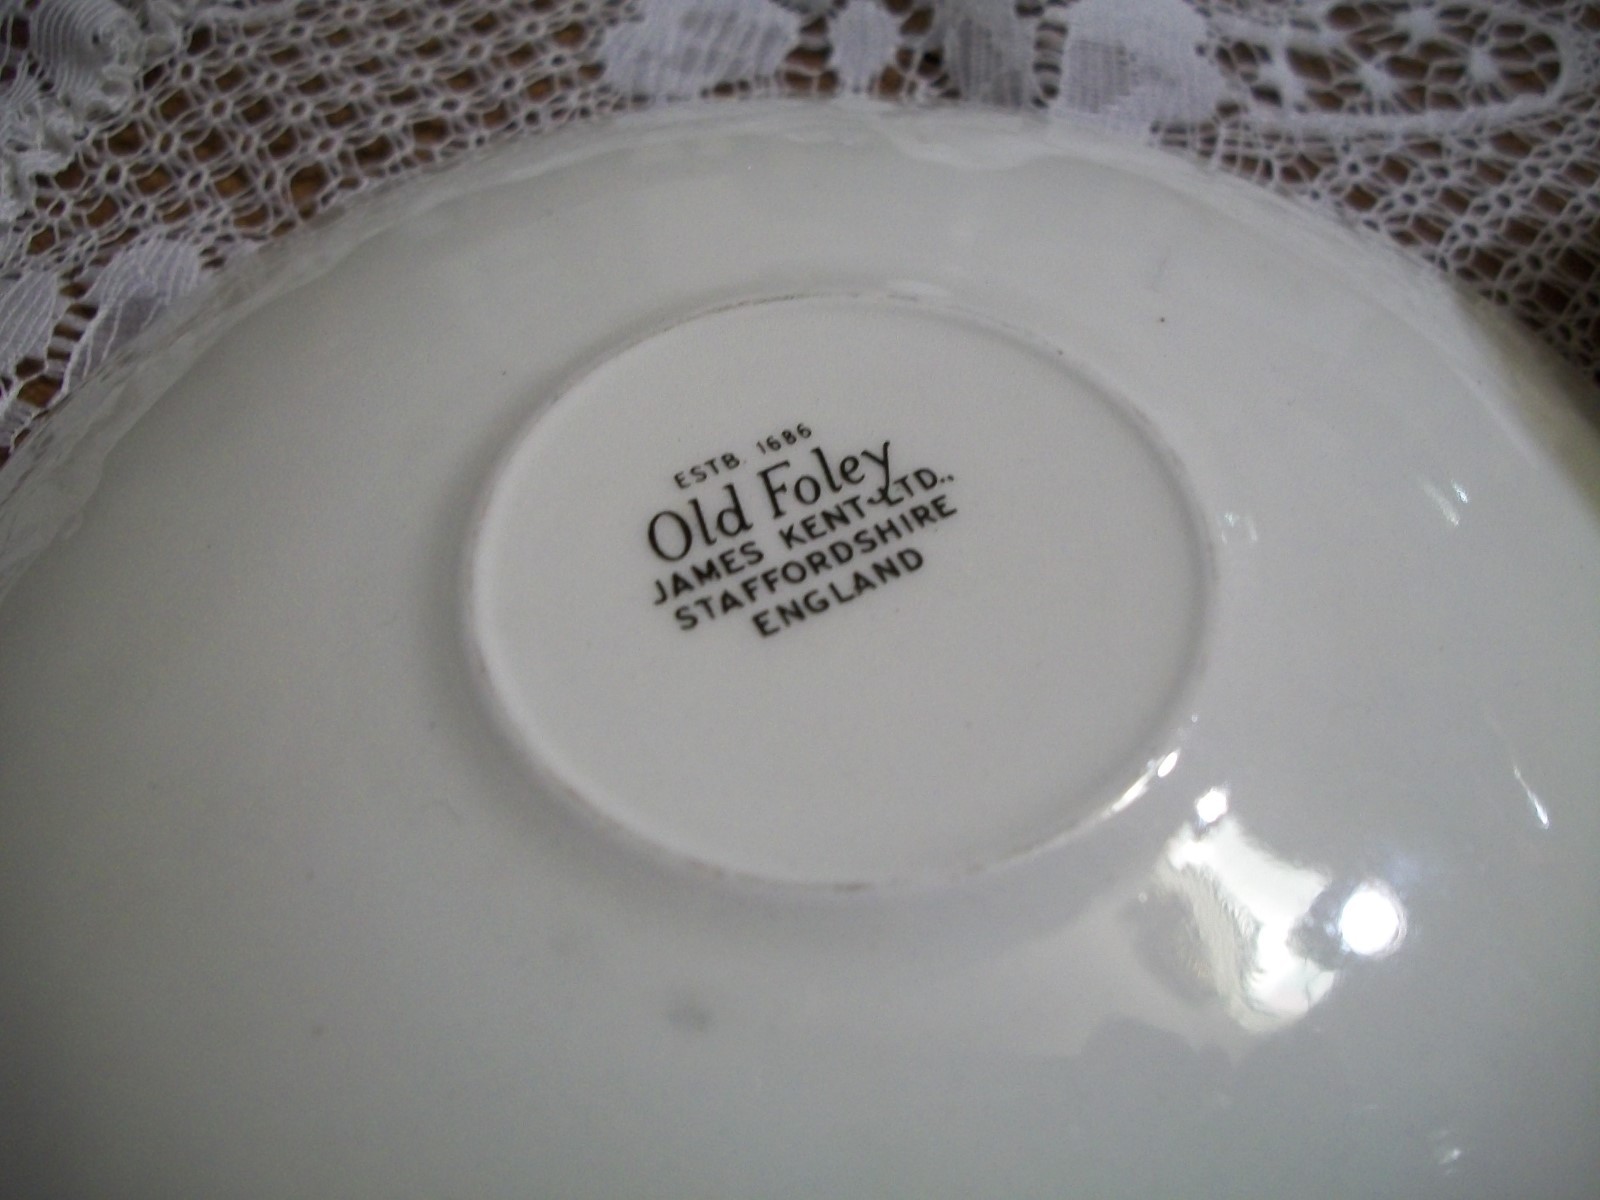 ESTB. 1686
Old Foley
JAMES KENT LTD.,
STAFFORDSHIRE
ENGLAND